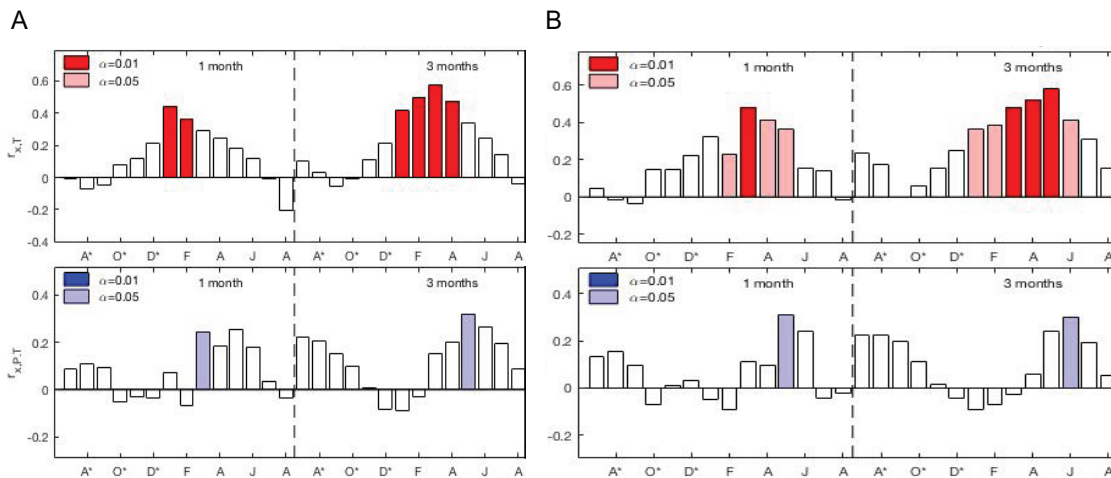 A
α=0.01
α=0.05
1 month
3 months
r x,T
0.6
0.4
0.2
0
-0.2
-0.4
A* O* D* F A J A A* O* D* F A J A
α=0.01
α=0.05
1 month
3 months
r x,P.T
0.4
0.2
0
-0.2
A* O* D* F A J A A* O* D* F A J A
B
α=0.01
α=0.05
1 month
3 months
0.6
0.4
0.2
0
-0.2
A* O* D* F A J A A* O* D* F A J A
α=0.01
α=0.05
1 month
3 months
0.4
0.2
0
-0.2
A* O* D* F A J A A* O* D* F A J A